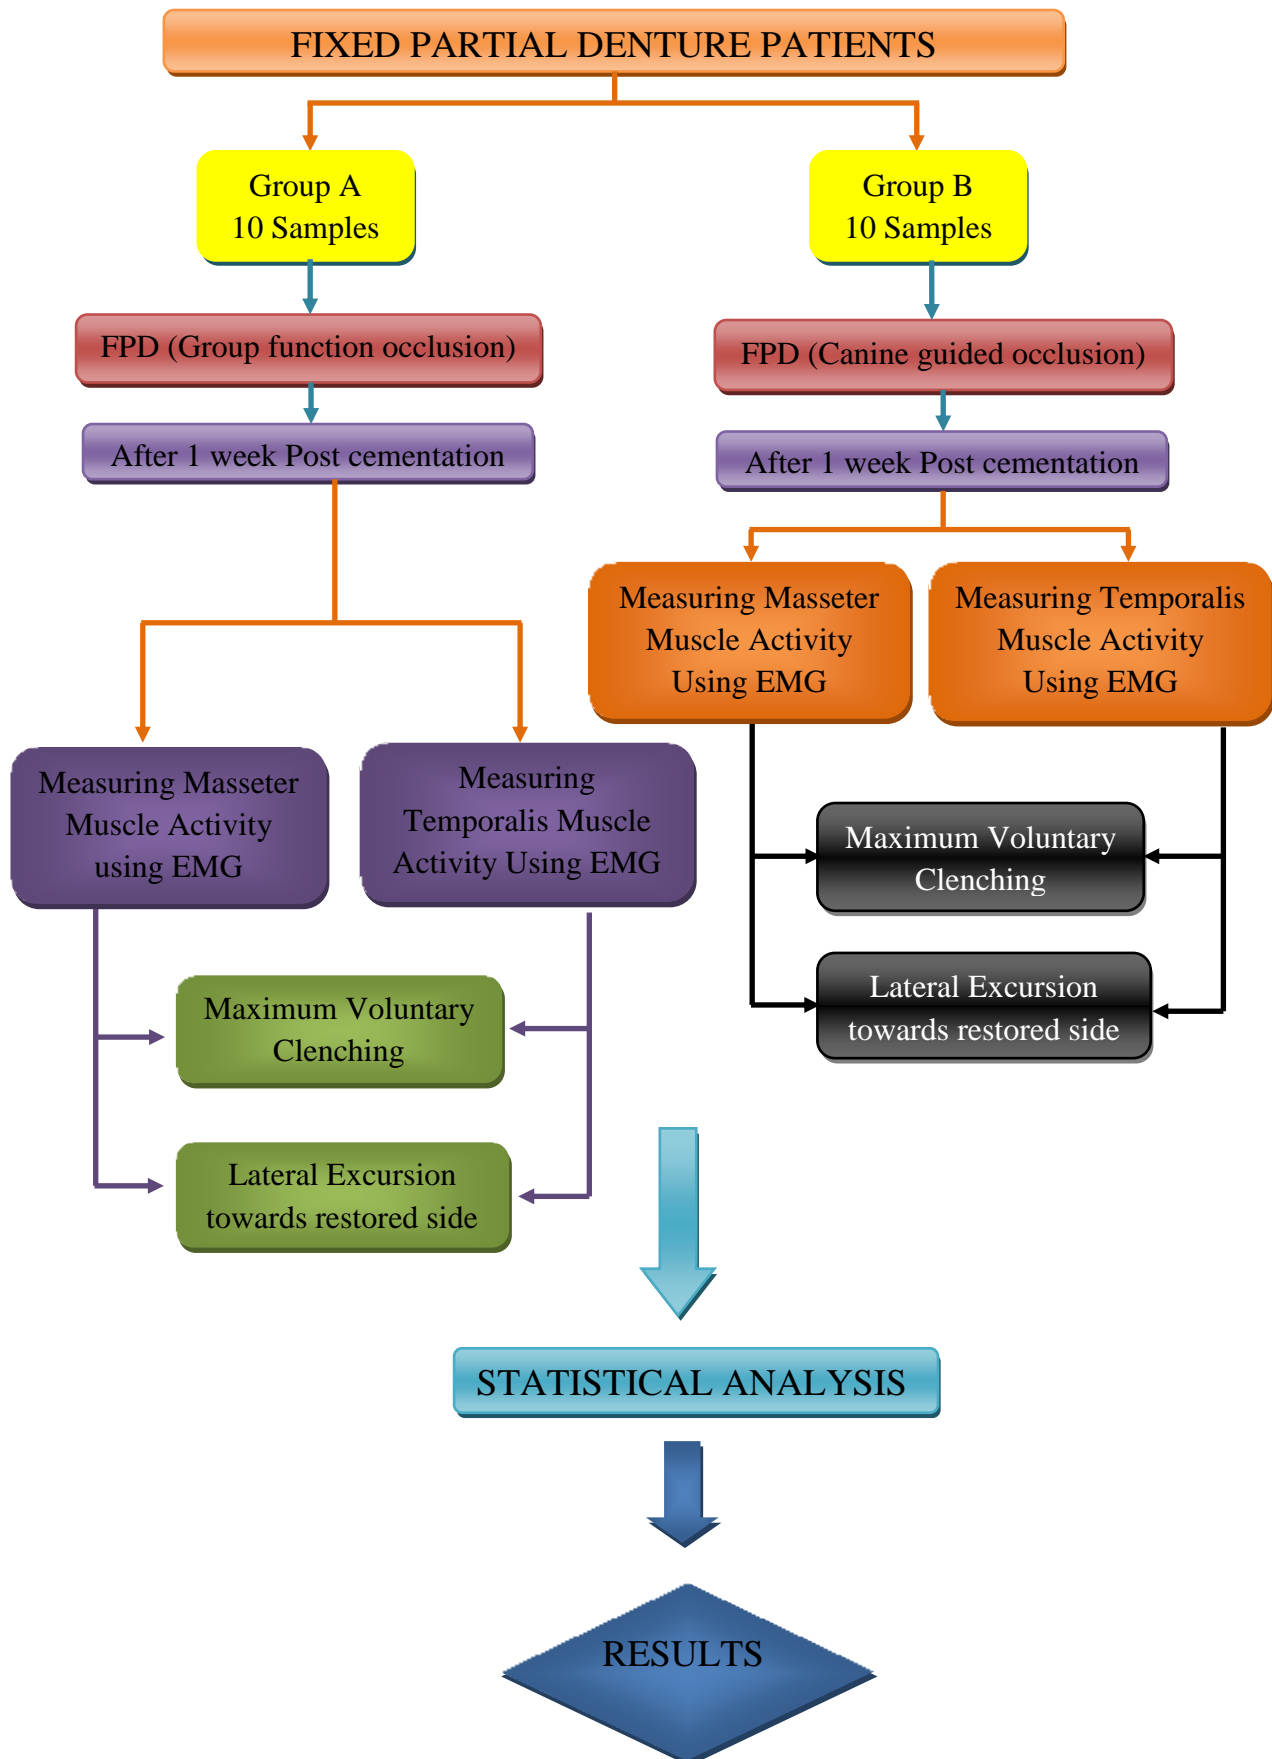 FIXED PARTIAL DENTURE PATIENTS
Group A
10 Samples
Group B
10 Samples
FPD (Group function occlusion)
FPD (Canine guided occlusion)
After 1 week Post cementation
After 1 week Post cementation
Measuring Masseter
Muscle Activity
Using EMG
Measuring Temporalis
Muscle Activity
Using EMG
Measuring Masseter
Muscle Activity
using EMG
Measuring
Temporalis Muscle
Activity Using EMG
Maximum Voluntary
Clenching
Lateral Excursion
towards restored side
Maximum Voluntary
Clenching
Lateral Excursion
towards restored side
STATISTICAL ANALYSIS
RESULTS